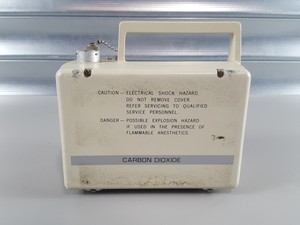 CAUTION — ELECTRICAL SHOCK HAZARD
DO NOT REMOVE COVER
REFER SERVICING TO QUALIFIED
SERVICE PERSONNEL
DANGER — POSSIBLE EXPLOSION HAZARD
IF USED IN THE PRESENCE OF
FLAMMABLE ANESTHETICS
CARBON DIOXIDE